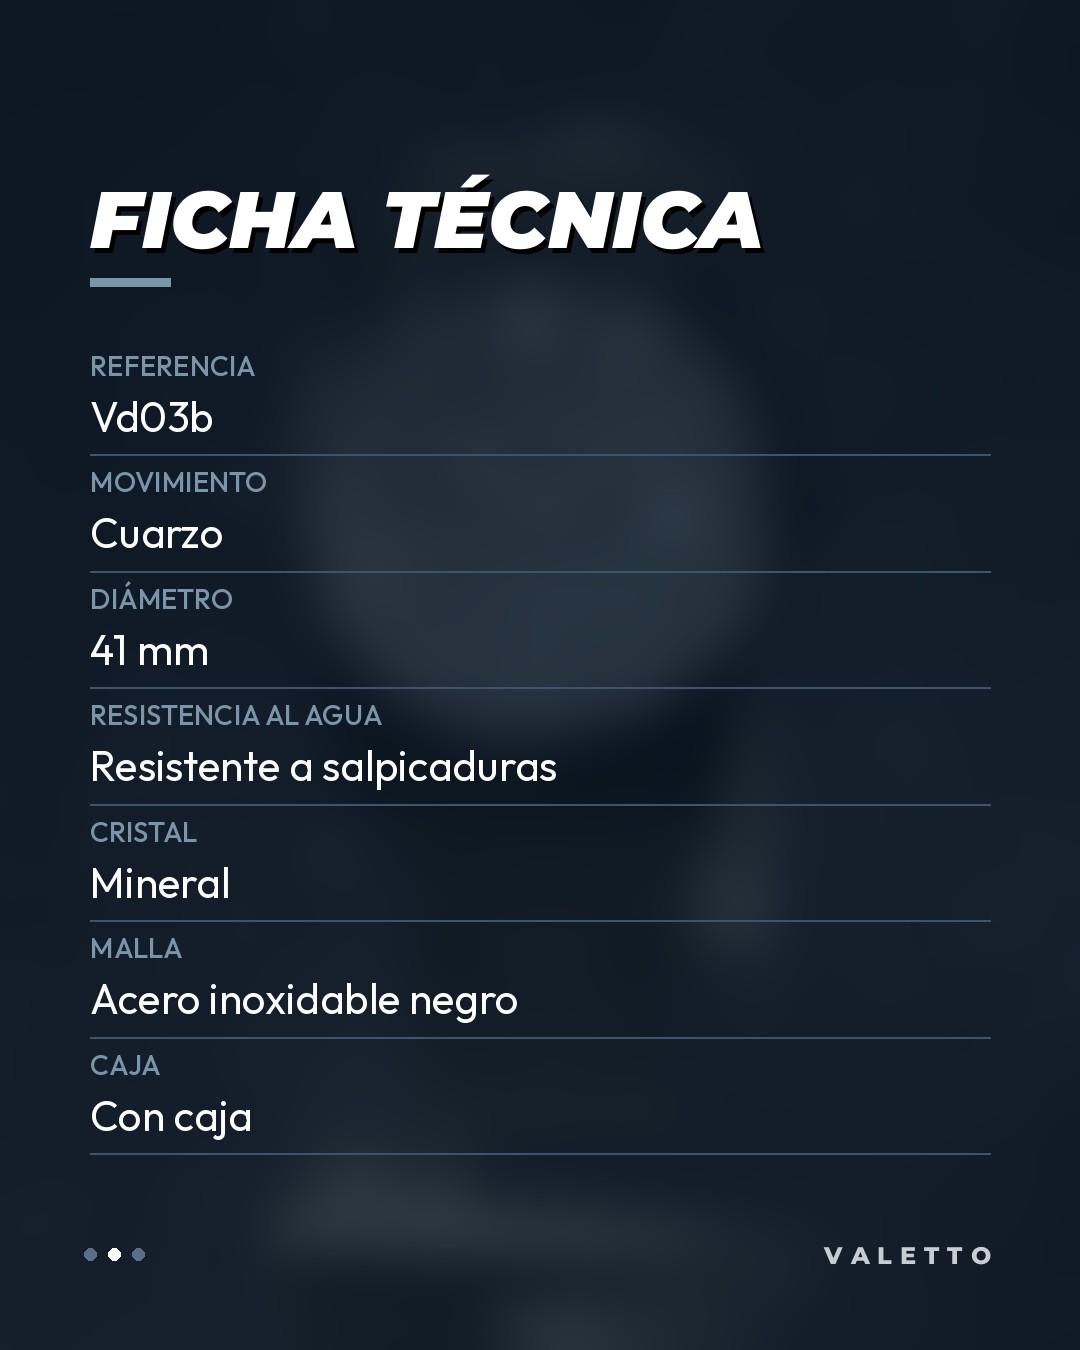 FICHA TÉCNICA
REFERENCIA
Vd03b
MOVIMIENTO
Cuarzo
DIÁMETRO
41 mm
RESISTENCIA AL AGUA
Resistente a salpicaduras
CRISTAL
Mineral
MALLA
Acero inoxidable negro
CAJA
Con caja
VALETTO